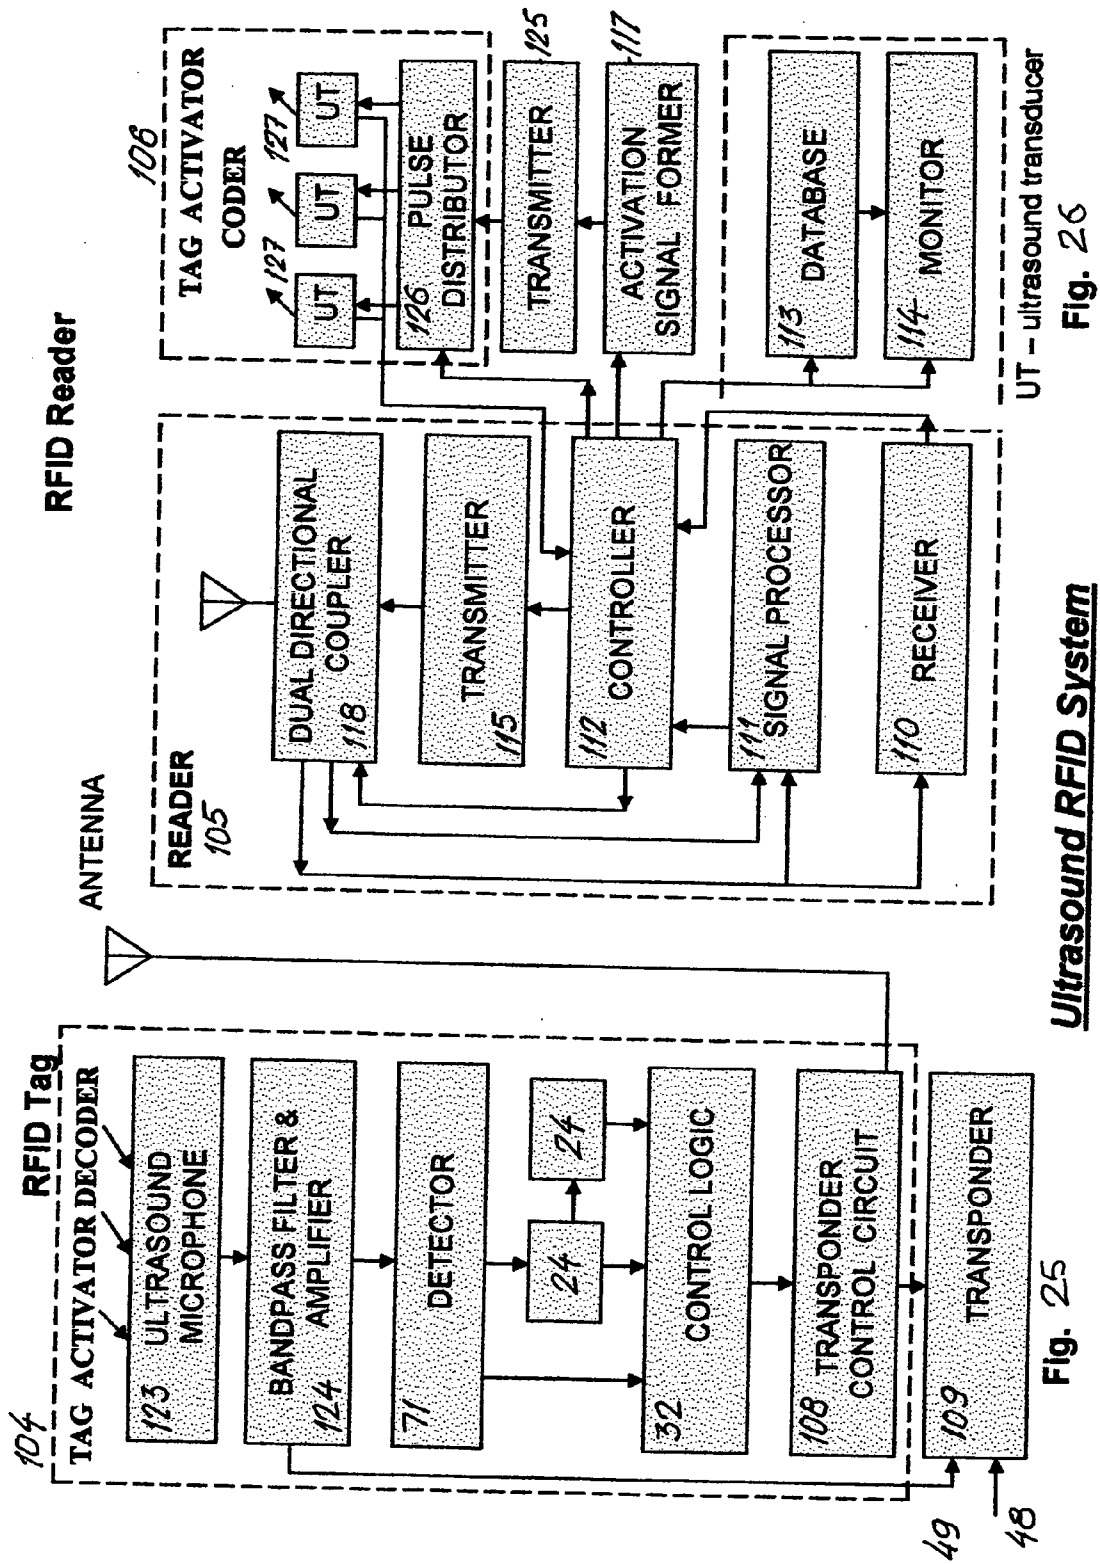 RFID Tag
104
TAG ACTIVATOR DECODER
123
ULTRASOUND
MICROPHONE
124
BANDPASS FILTER &
AMPLIFIER
71
DETECTOR
24
24
32
CONTROL LOGIC
108
TRANSPONDER
CONTROL CIRCUIT
109
TRANSPONDER
49
48
Fig. 25
ANTENNA
RFID Reader
READER
105
DUAL DIRECTIONAL
COUPLER
118
TRANSMITTER
115
CONTROLLER
112
111
SIGNAL PROCESSOR
RECEIVER
110
106
TAG ACTIVATOR
CODER
127
127
UT
UT
UT
126
PULSE
DISTRIBUTOR
TRANSMITTER
125
ACTIVATION
SIGNAL FORMER
117
DATABASE
113
MONITOR
114
UT – ultrasound transducer
Fig. 26
Ultrasound RFID System